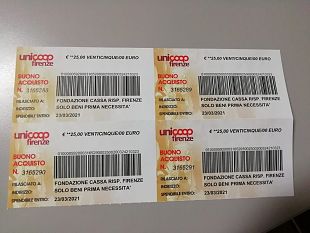 unicoop
firenze
€ **25,00 VENTICINQUE/00 EURO
BUONO
ACQUISTO
RILASCIATO A: FONDAZIONE CASSA RISP. FIRENZE
INDIRIZZO: SOLO BENI PRIMA NECESSITA'
SPENDIBILE ENTRO: 23/03/2021
unicoop
firenze
€ **25,00 VENTICINQUE/00 EURO
BUONO
ACQUISTO
N. 3165289
RILASCIATO A: FONDAZIONE CASSA RISP. FIRENZE
INDIRIZZO: SOLO BENI PRIMA NECESSITA'
SPENDIBILE ENTRO: 23/03/2021
unicoop
firenze
€ **25,00 VENTICINQUE/00 EURO
BUONO
ACQUISTO
N. 3165290
RILASCIATO A: FONDAZIONE CASSA RISP. FIRENZE
INDIRIZZO: SOLO BENI PRIMA NECESSITA'
SPENDIBILE ENTRO: 23/03/2021
unicoop
firenze
€ **25,00 VENTICINQUE/00 EURO
BUONO
ACQUISTO
N. 3165291
RILASCIATO A: FONDAZIONE CASSA RISP. FIRENZE
INDIRIZZO: SOLO BENI PRIMA NECESSITA'
SPENDIBILE ENTRO: 23/03/2021